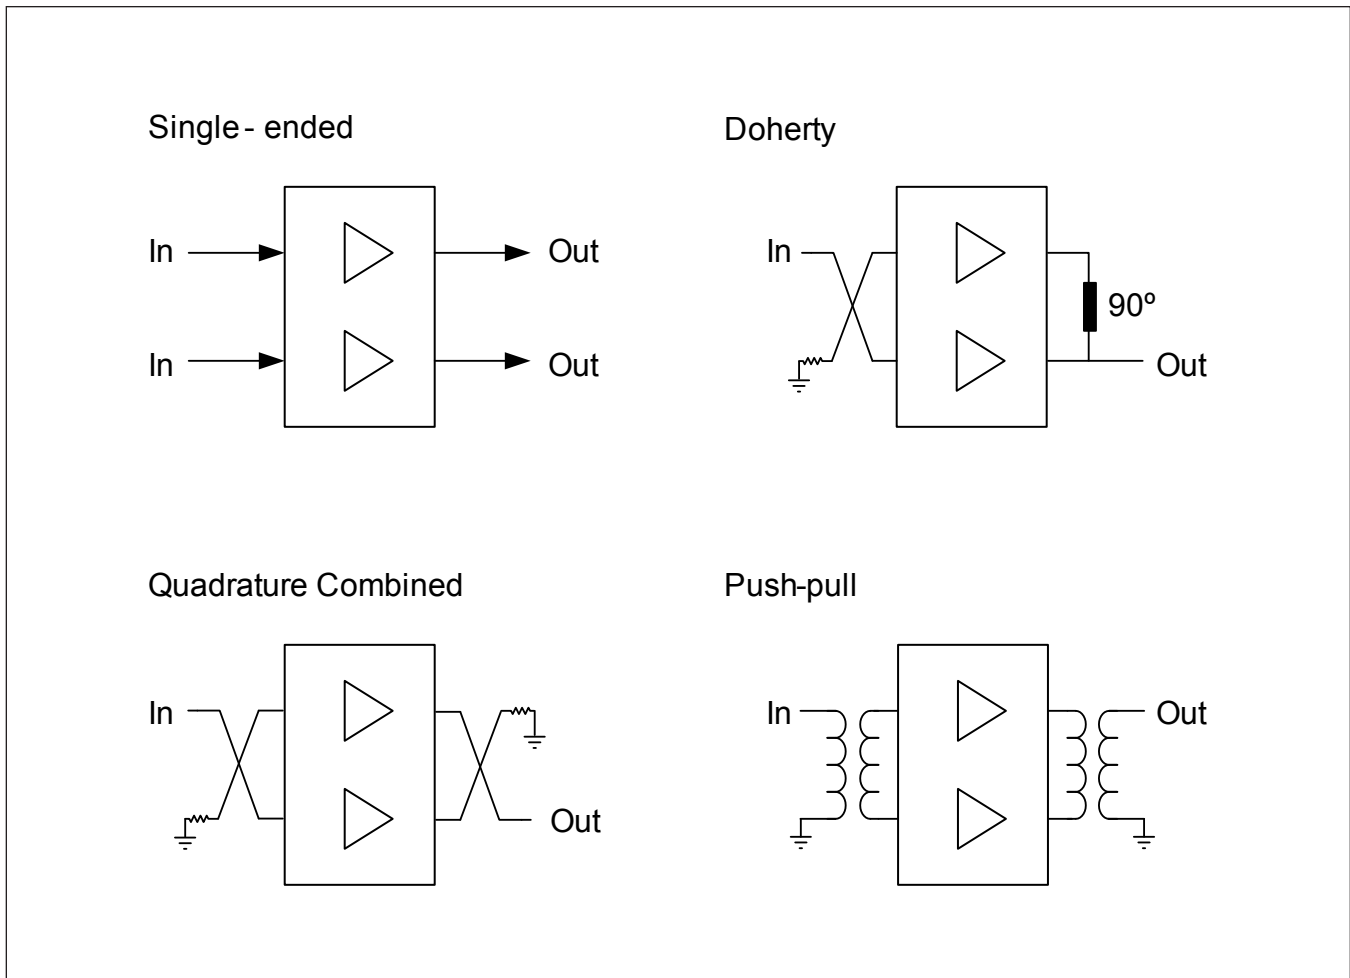 Single - ended
In
Out
In
Out
Doherty
In
90º
Out
Quadrature Combined
In
Out
Push-pull
In
Out